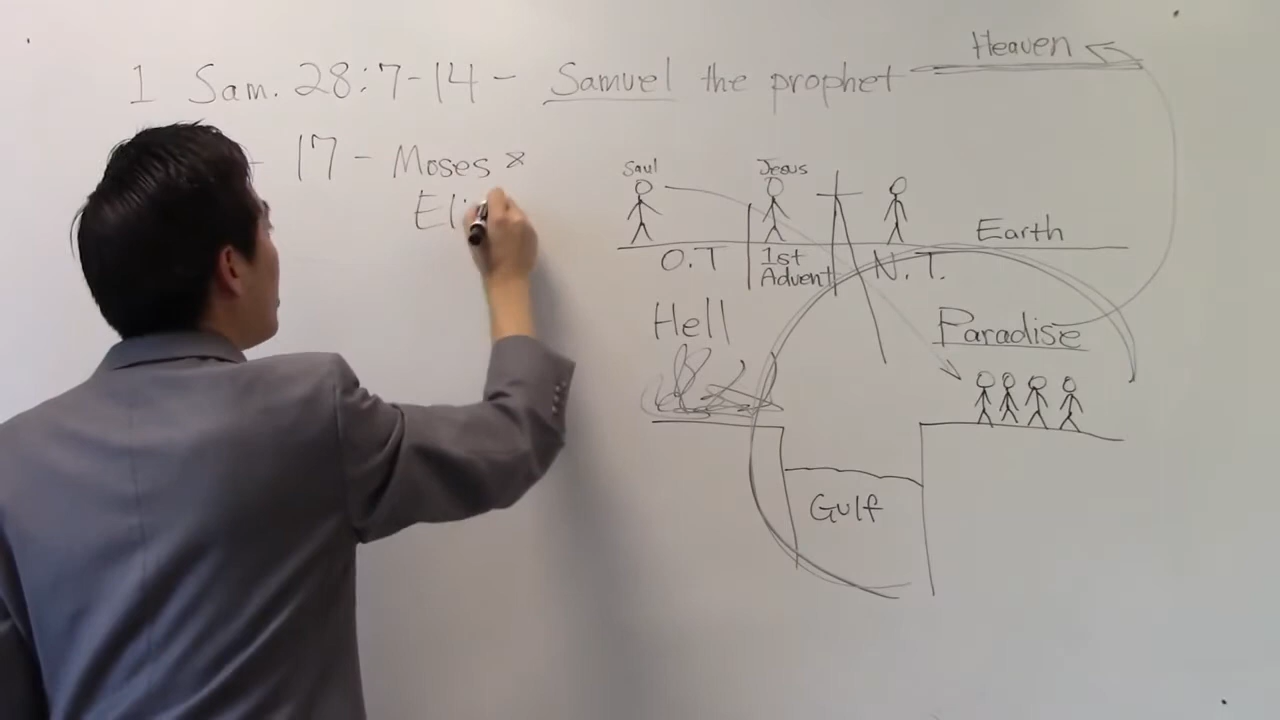 1 Sam. 28:7-14 - Samuel the prophet
17 - Moses &
Eli
Heaven
Saul
Jesus
Earth
O.T
1st
Advent
N.T.
Hell
Paradise
Gulf